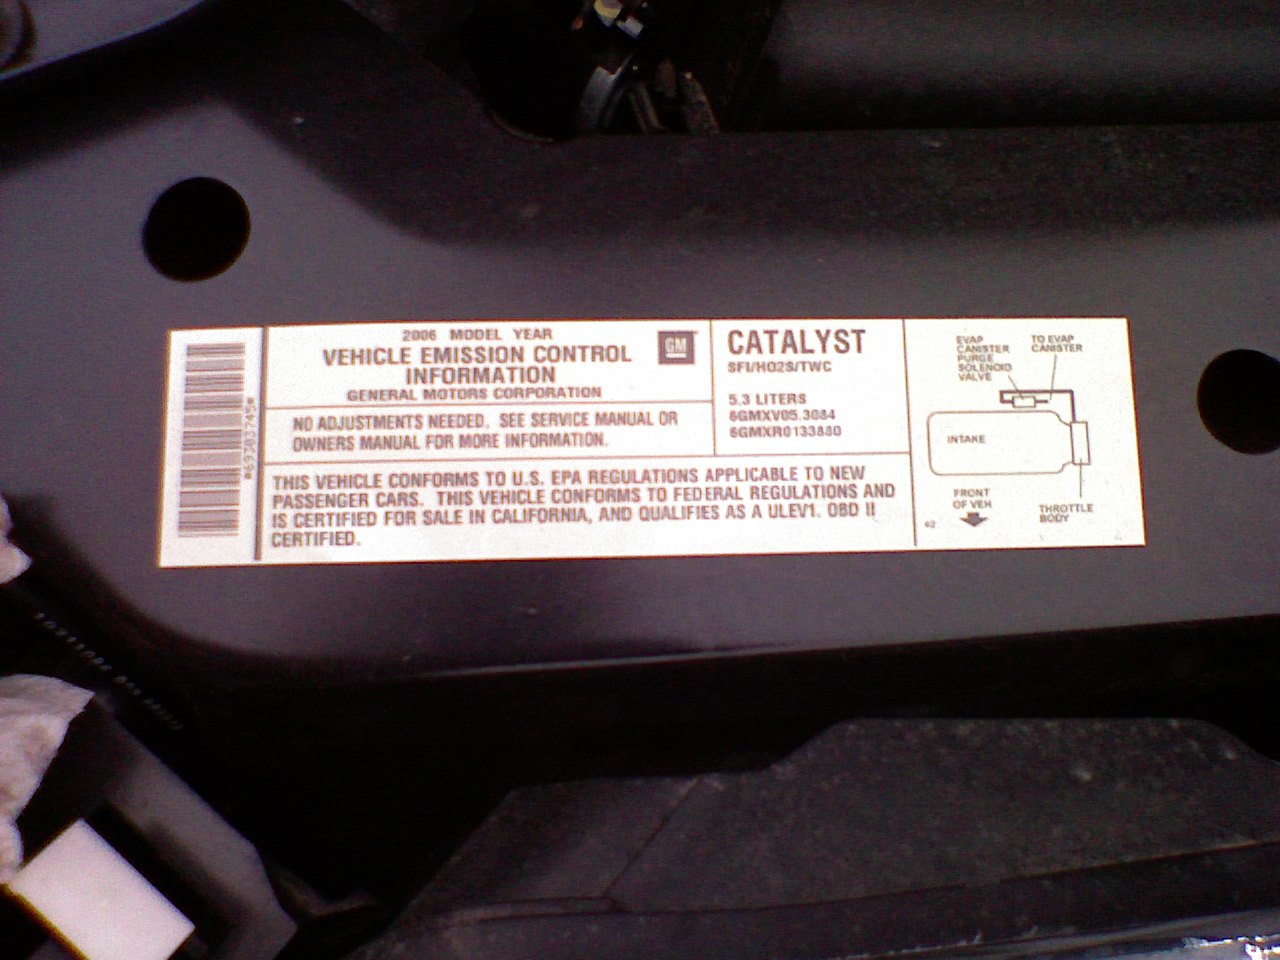 2006 MODEL YEAR
VEHICLE EMISSION CONTROL
INFORMATION
GENERAL MOTORS CORPORATION
GM
NO ADJUSTMENTS NEEDED. SEE SERVICE MANUAL OR
OWNERS MANUAL FOR MORE INFORMATION.
THIS VEHICLE CONFORMS TO U.S. EPA REGULATIONS APPLICABLE TO NEW
PASSENGER CARS. THIS VEHICLE CONFORMS TO FEDERAL REGULATIONS AND
IS CERTIFIED FOR SALE IN CALIFORNIA, AND QUALIFIES AS A ULEV1. OBD II
CERTIFIED.
CATALYST
SFI/HO2S/TWC
5.3 LITERS
6GMXV05.3084
6GMXR0133880
EVAP
CANISTER
PURGE
SOLENOID
VALVE
TO EVAP
CANISTER
INTAKE
FRONT
OF VEH
THROTTLE
BODY